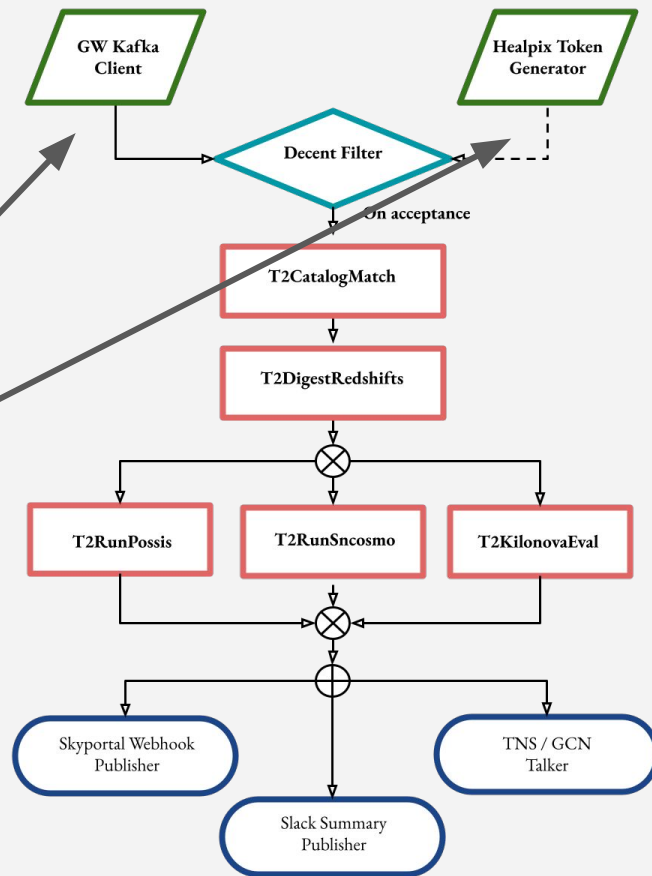 GW Kafka
Client
Healpix Token
Generator
Decent Filter
On acceptance
T2CatalogMatch
T2DigestRedshifts
T2RunPossis
T2RunSncosmo
T2KilonovaEval
Skyportal Webhook
Publisher
TNS / GCN
Talker
Slack Summary
Publisher